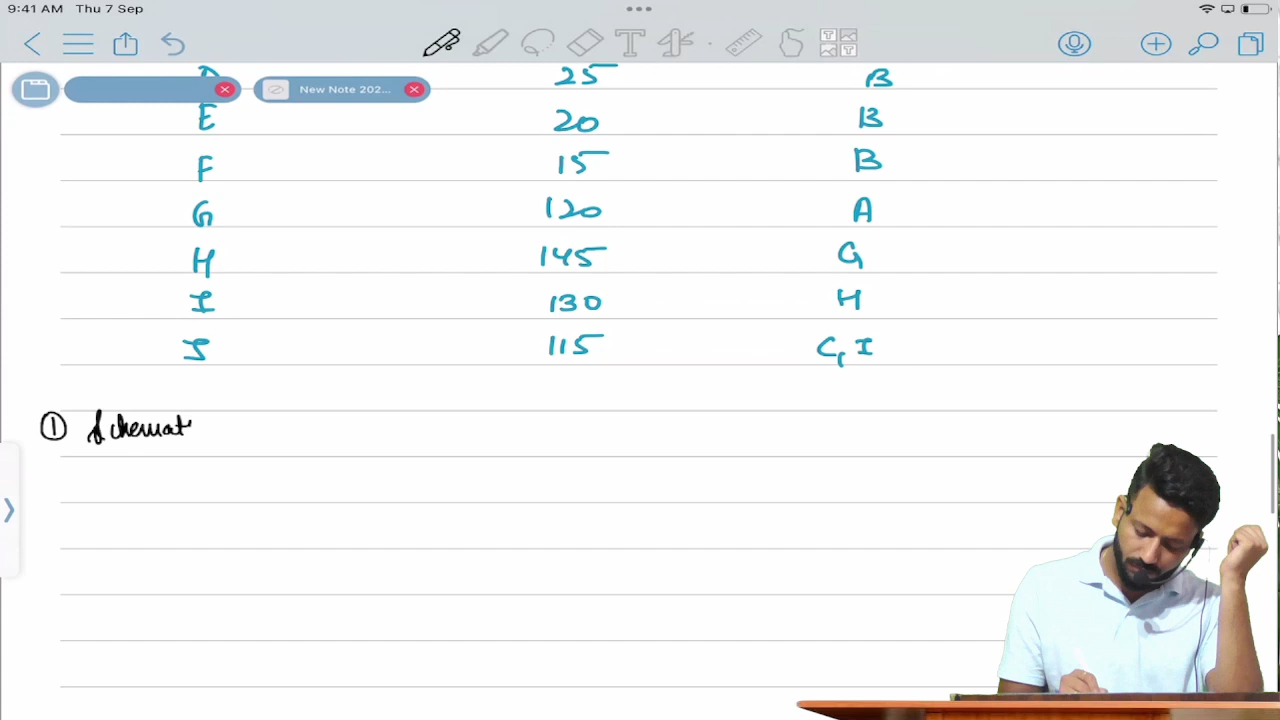 9:41 AM Thu 7 Sep
D 25 B
New Note 202...
E 20 B
F 15 B
G 120 A
H 145 G
I 130 H
J 115 C, I
① Schemat